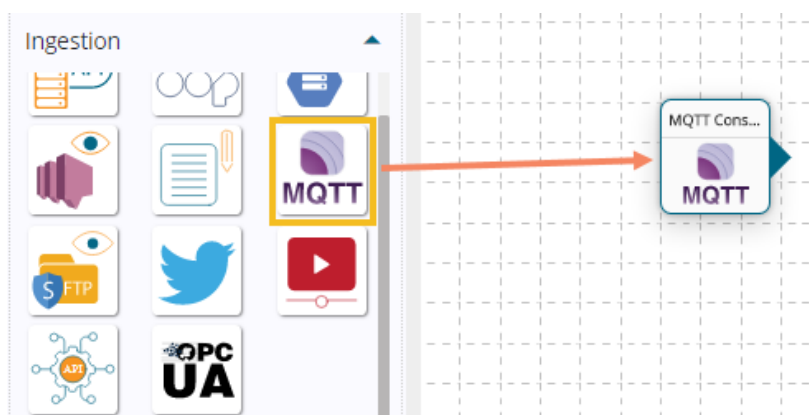 Ingestion
MQTT Cons...
MQTT
MQTT
S FTP
API
OPC
UA